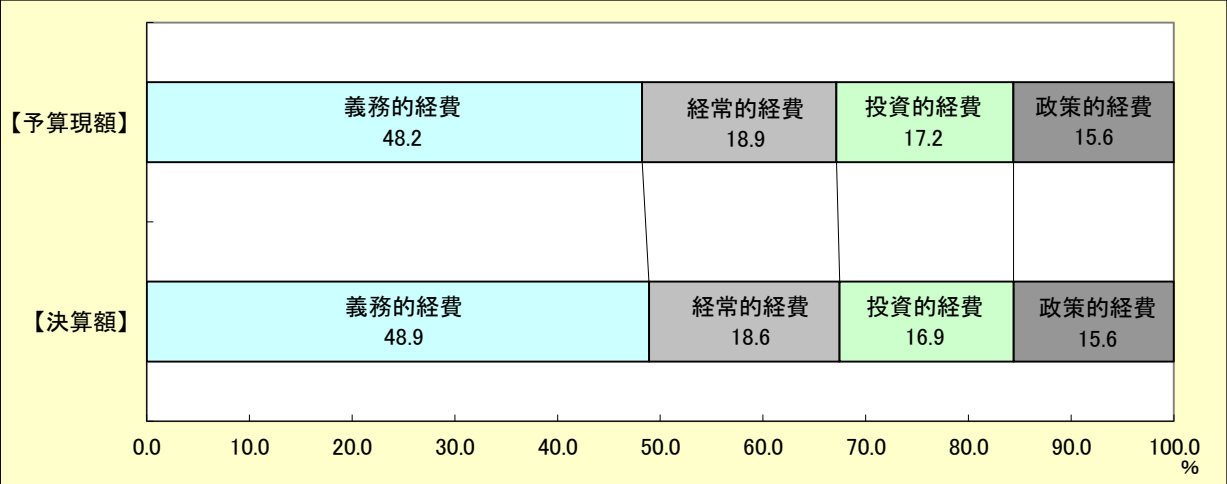 【予算現額】
義務的経費
48.2
経常的経費
18.9
投資的経費
17.2
政策的経費
15.6
【決算額】
義務的経費
48.9
経常的経費
18.6
投資的経費
16.9
政策的経費
15.6
0.0 10.0 20.0 30.0 40.0 50.0 60.0 70.0 80.0 90.0 100.0
%